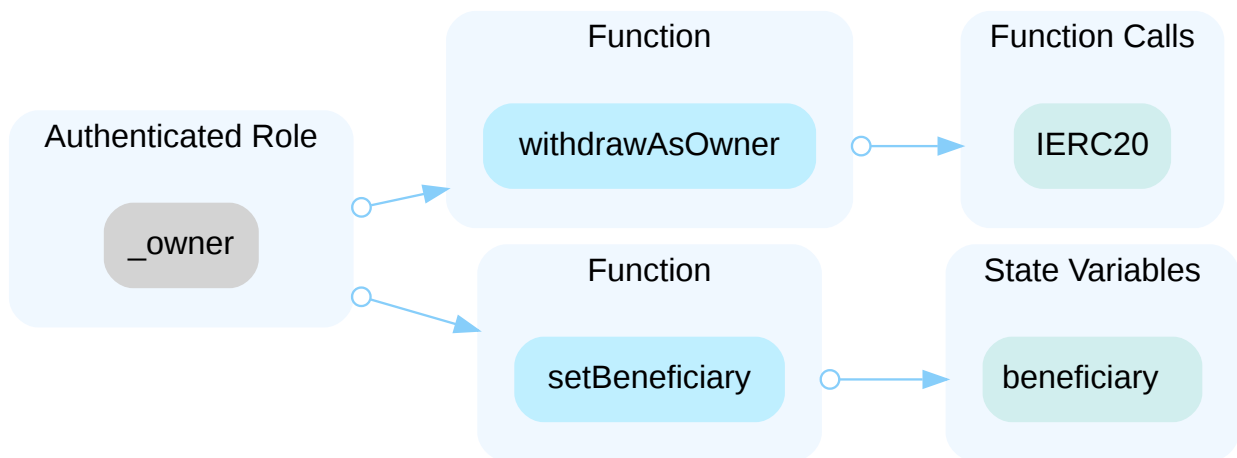 Authenticated Role
_owner
Function
withdrawAsOwner
Function Calls
IERC20
Function
setBeneficiary
State Variables
beneficiary